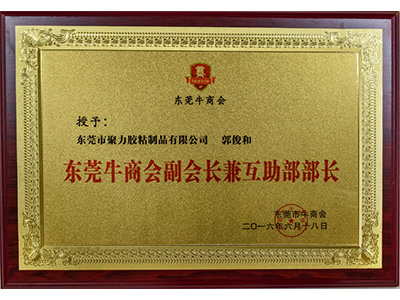 东莞牛商会
授予：
东莞市聚力胶粘制品有限公司 郭俊和
东莞牛商会副会长兼互助部部长
东莞市牛商会
二〇一六年六月十八日